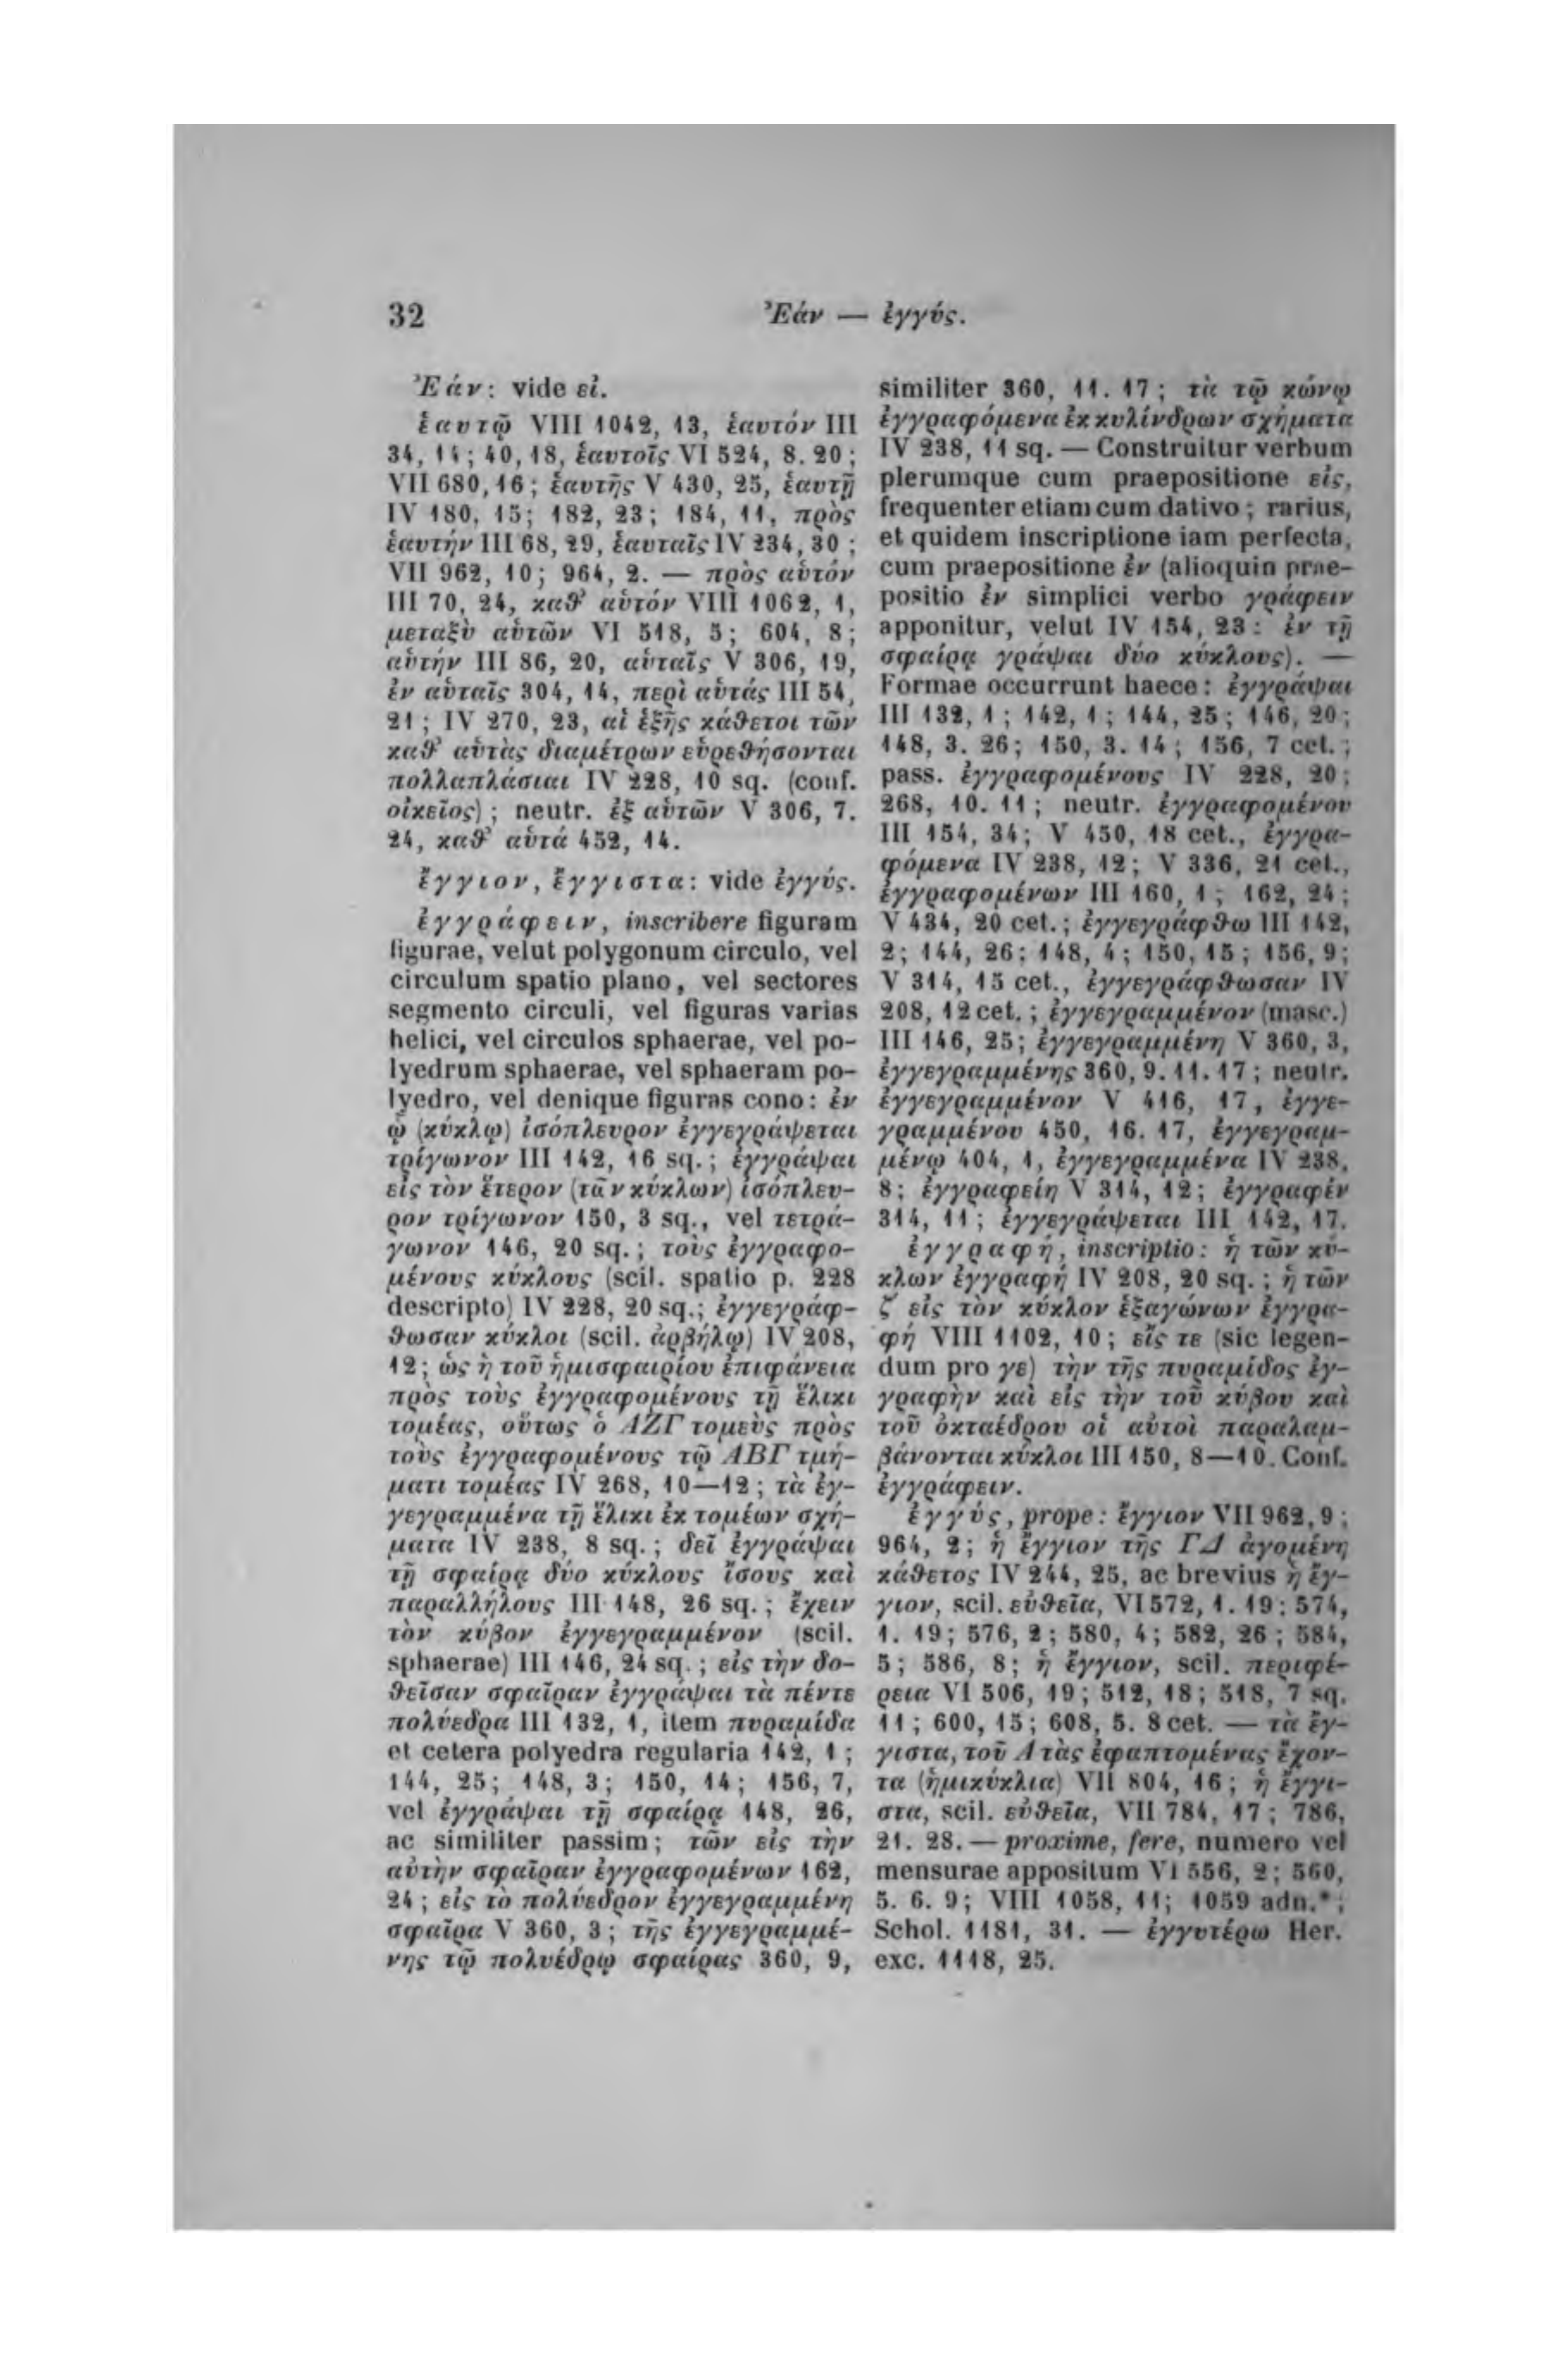 32
Ἐάν — ἐγγύς.
Ἐάν: vide εἰ.
ἑαυτῷ VIII 1042, 13, ἑαυτόν III
34, 14; 40, 18, ἑαυτοῖς VI 524, 8. 20;
VII 680, 16; ἑαυτῆς V 430, 25, ἑαυτῇ
IV 180, 15; 182, 23; 184, 11, πρὸς
ἑαυτήν III 68, 29, ἑαυταῖς IV 234, 30;
VII 962, 10; 964, 2. — πρὸς αὑτόν
III 70, 24, καθ’ αὑτόν VIII 1062, 1,
μεταξὺ αὑτῶν VI 518, 5; 604, 8;
αὑτήν III 86, 20, αὑταῖς V 306, 19,
ἐν αὑταῖς 304, 14, περὶ αὑτάς III 54,
21; IV 270, 23, αἱ ἑξῆς κάθετοι τῶν
καθ’ αὑτὰς διαμέτρων εὑρεθήσονται
πολλαπλάσιαι IV 228, 10 sq. (conf.
οἰκεῖος); neutr. ἐξ αὑτῶν V 306, 7.
24, καθ’ αὑτά 452, 14.
ἔγγιον, ἔγγιστα: vide ἐγγύς.
ἐγγράφειν, inscribere figuram
figurae, velut polygonum circulo, vel
circulum spatio plano, vel sectores
segmento circuli, vel figuras varias
helici, vel circulos sphaerae, vel po-
lyedrum sphaerae, vel sphaeram po-
lyedro, vel denique figuras cono: ἐν
ᾧ (κύκλῳ) ἰσόπλευρον ἐγγεγράψεται
τρίγωνον III 142, 16 sq.; ἐγγράψαι
εἰς τὸν ἕτερον (τῶν κύκλων) ἰσόπλευ-
ρον τρίγωνον 150, 3 sq., vel τετρά-
γωνον 146, 20 sq.; τοὺς ἐγγραφο-
μένους κύκλους (scil. spatio p. 228
descripto) IV 228, 20 sq.; ἐγγεγράφ-
θωσαν κύκλοι (scil. ἀρβήλῳ) IV 208,
12; ὡς ἡ τοῦ ἡμισφαιρίου ἐπιφάνεια
πρὸς τοὺς ἐγγραφομένους τῇ ἕλικι
τομέας, οὕτως ὁ ΑΖΓ τομεὺς πρὸς
τοὺς ἐγγραφομένους τῷ ΑΒΓ τμή-
ματι τομέας IV 268, 10—12; τὰ ἐγ-
γεγραμμένα τῇ ἕλικι ἐκ τομέων σχή-
ματα IV 238, 8 sq.; δεῖ ἐγγράψαι
τῇ σφαίρᾳ δύο κύκλους ἴσους καὶ
παραλλήλους III 148, 26 sq.; ἔχειν
τὸν κύβον ἐγγεγραμμένον (scil.
sphaerae) III 146, 24 sq.; εἰς τὴν δο-
θεῖσαν σφαῖραν ἐγγράψαι τὰ πέντε
πολύεδρα III 132, 1, item πυραμίδα
et cetera polyedra regularia 142, 1;
144, 25; 148, 3; 150, 14; 156, 7,
vel ἐγγράψαι τῇ σφαίρᾳ 148, 26,
ac similiter passim; τῶν εἰς τὴν
αὐτὴν σφαῖραν ἐγγραφομένων 162,
24; εἰς τὸ πολύεδρον ἐγγεγραμμένη
σφαῖρα V 360, 3; τῆς ἐγγεγραμμέ-
νης τῷ πολυέδρῳ σφαίρας 360, 9,
similiter 360, 11. 17; τὰ τῷ κώνῳ
ἐγγραφόμενα ἐκ κυλίνδρων σχήματα
IV 238, 11 sq. — Construitur verbum
plerumque cum praepositione εἰς,
frequenter etiam cum dativo; rarius,
et quidem inscriptione iam perfecta,
cum praepositione ἐν (alioquin prae-
positio ἐν simplici verbo γράφειν
apponitur, velut IV 154, 23: ἐν τῇ
σφαίρᾳ γράψαι δύο κύκλους). —
Formae occurrunt haece: ἐγγράψαι
III 132, 1; 142, 1; 144, 25; 146, 20;
148, 3. 26; 150, 3. 14; 156, 7 cet.;
pass. ἐγγραφομένους IV 228, 20;
268, 10. 11; neutr. ἐγγραφομένου
III 154, 34; V 450, 18 cet., ἐγγρα-
φόμενα IV 238, 12; V 336, 21 cet.,
ἐγγραφομένων III 160, 1; 162, 24;
V 434, 20 cet.; ἐγγεγράφθω III 142,
2; 144, 26; 148, 4; 150, 15; 156, 9;
V 314, 15 cet., ἐγγεγράφθωσαν IV
208, 12 cet.; ἐγγεγραμμένον (masc.)
III 146, 25; ἐγγεγραμμένη V 360, 3,
ἐγγεγραμμένης 360, 9. 11. 17; neutr.
ἐγγεγραμμένον V 416, 17, ἐγγε-
γραμμένου 450, 16. 17, ἐγγεγραμ-
μένῳ 404, 1, ἐγγεγραμμένα IV 238,
8; ἐγγραφείη V 314, 12; ἐγγραφέν
314, 11; ἐγγεγράψεται III 142, 17.
ἐγγραφή, inscriptio: ἡ τῶν κύ-
κλων ἐγγραφή IV 208, 20 sq.; ἡ τῶν
ζ εἰς τὸν κύκλον ἑξαγώνων ἐγγρα-
φή VIII 1102, 10; εἴς τε (sic legen-
dum pro γε) τὴν τῆς πυραμίδος ἐγ-
γραφὴν καὶ εἰς τὴν τοῦ κύβου καὶ
τοῦ ὀκταέδρου οἱ αὐτοὶ παραλαμ-
βάνονται κύκλοι III 150, 8—10. Conf.
ἐγγράφειν.
ἐγγύς, prope: ἔγγιον VII 962, 9;
964, 2; ἡ ἔγγιον τῆς ΓΔ ἀγομένη
κάθετος IV 244, 25, ac brevius ἡ ἔγ-
γιον, scil. εὐθεῖα, VI 572, 1. 19; 574,
1. 19; 576, 2; 580, 4; 582, 26; 584,
5; 586, 8; ἡ ἔγγιον, scil. περιφέ-
ρεια VI 506, 19; 512, 18; 518, 7 sq.
11; 600, 15; 608, 5. 8 cet. — τὰ ἔγ-
γιστα, τοῦ Λ τὰς ἐφαπτομένας ἔχον-
τα (ἡμικύκλια) VII 804, 16; ἡ ἔγγι-
στα, scil. εὐθεῖα, VII 784, 17; 786,
21. 28. — proxime, fere, numero vel
mensurae appositum VI 556, 2; 560,
5. 6. 9; VIII 1058, 11; 1059 adn.*;
Schol. 1181, 31. — ἐγγυτέρω Her.
exc. 1118, 25.